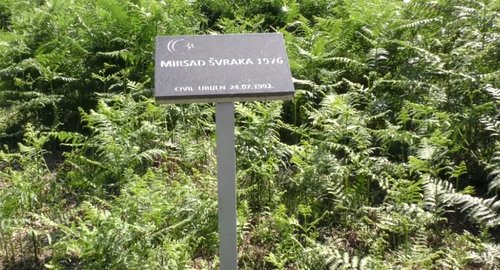 MIRSAD ŠVRAKA 1976
CIVIL UBIJEN 24.07.1992.